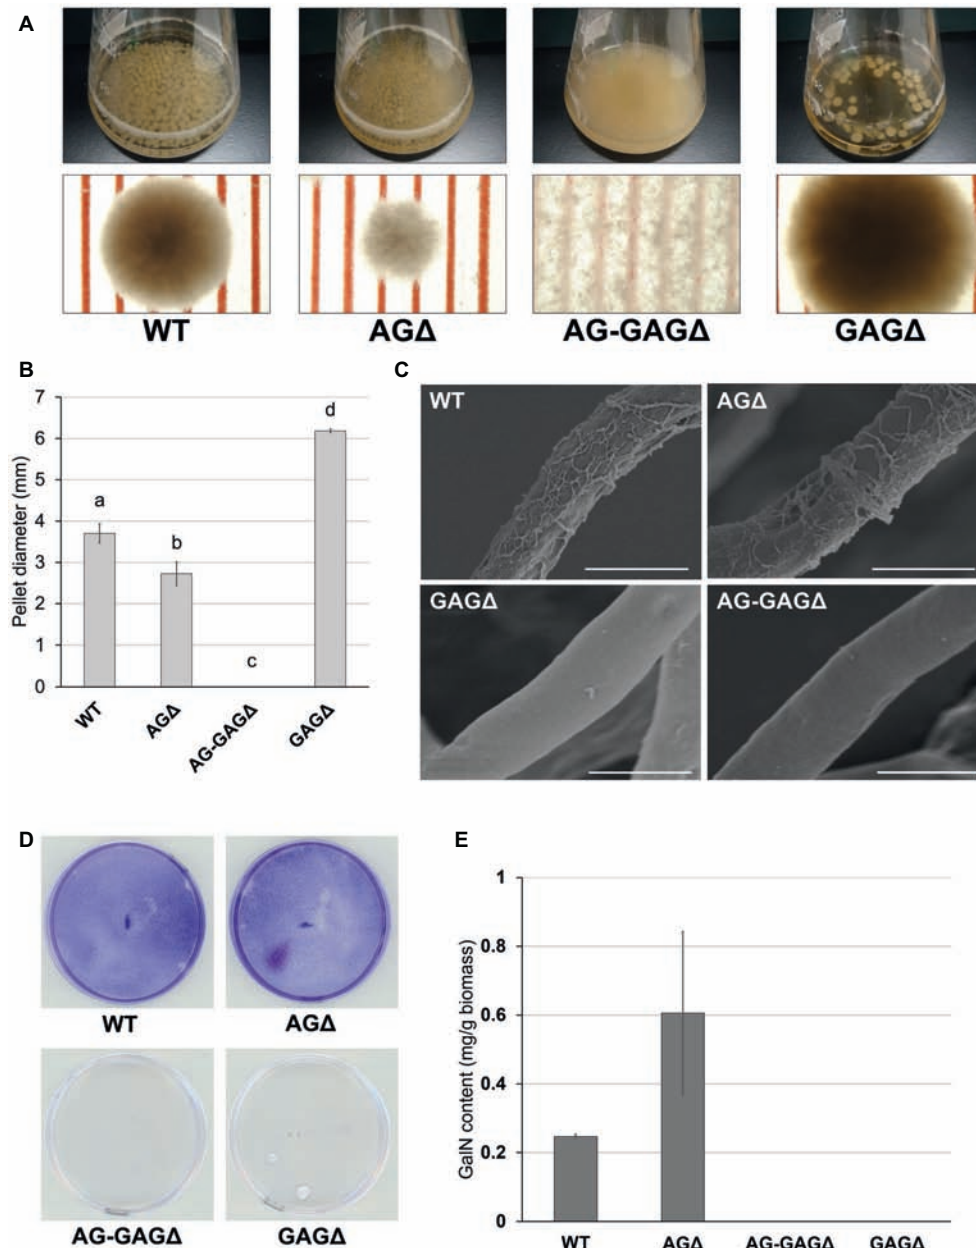 A
WT AGΔ AG-GAGΔ GAGΔ
B
Pellet diameter (mm)
7
6
5
4
3
2
1
0
a
b
c
d
WT AGΔ AG-GAGΔ GAGΔ
C
WT AGΔ
GAGΔ AG-GAGΔ
D
WT AGΔ
AG-GAGΔ GAGΔ
E
GalN content (mg/g biomass)
1
0.8
0.6
0.4
0.2
0
WT AGΔ AG-GAGΔ GAGΔ